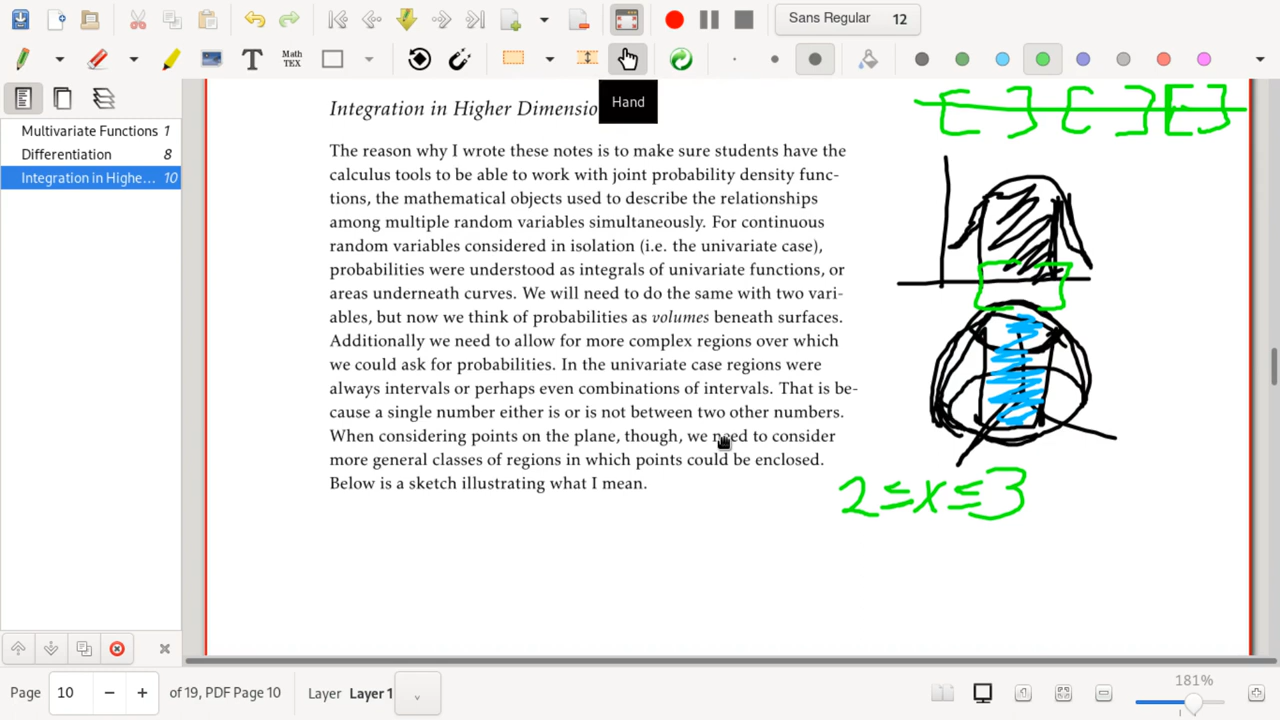 Sans Regular 12
T
Math
TEX
Hand
Multivariate Functions 1
Differentiation 8
Integration in Highe... 10
Integration in Higher Dimensio
The reason why I wrote these notes is to make sure students have the
calculus tools to be able to work with joint probability density func-
tions, the mathematical objects used to describe the relationships
among multiple random variables simultaneously. For continuous
random variables considered in isolation (i.e. the univariate case),
probabilities were understood as integrals of univariate functions, or
areas underneath curves. We will need to do the same with two vari-
ables, but now we think of probabilities as volumes beneath surfaces.
Additionally we need to allow for more complex regions over which
we could ask for probabilities. In the univariate case regions were
always intervals or perhaps even combinations of intervals. That is be-
cause a single number either is or is not between two other numbers.
When considering points on the plane, though, we need to consider
more general classes of regions in which points could be enclosed.
Below is a sketch illustrating what I mean.
2≤x≤3
Page 10 of 19, PDF Page 10 Layer Layer 1 181%